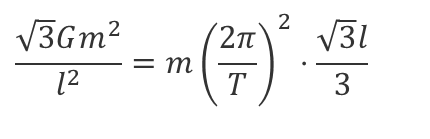 √3Gm²/l² = m(2π/T)² · √3l/3